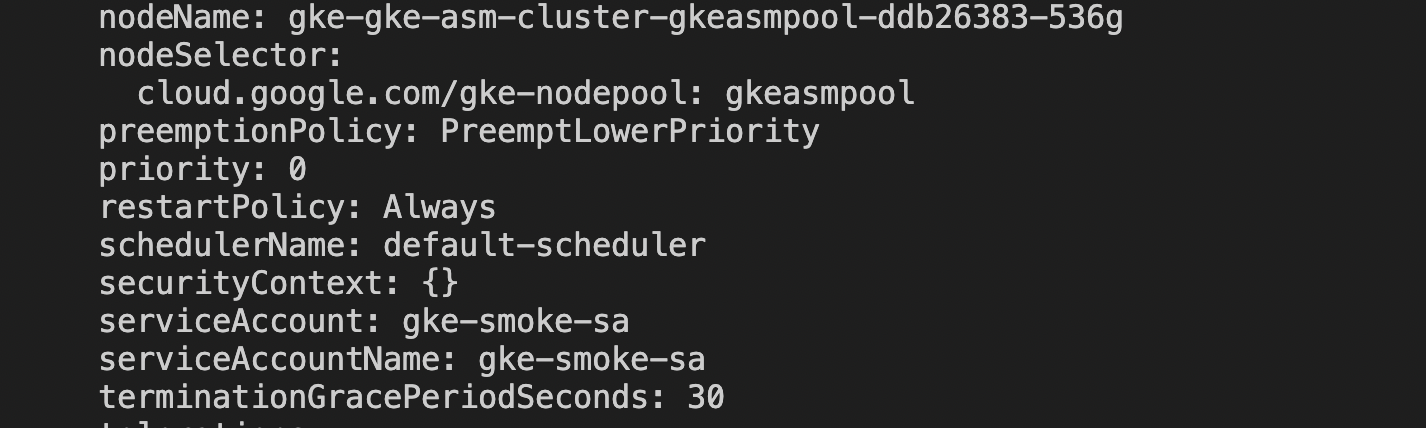 nodeName: gke-gke-asm-cluster-gkeasmpool-ddb26383-536g
nodeSelector:
  cloud.google.com/gke-nodepool: gkeasmpool
preemptionPolicy: PreemptLowerPriority
priority: 0
restartPolicy: Always
schedulerName: default-scheduler
securityContext: {}
serviceAccount: gke-smoke-sa
serviceAccountName: gke-smoke-sa
terminationGracePeriodSeconds: 30